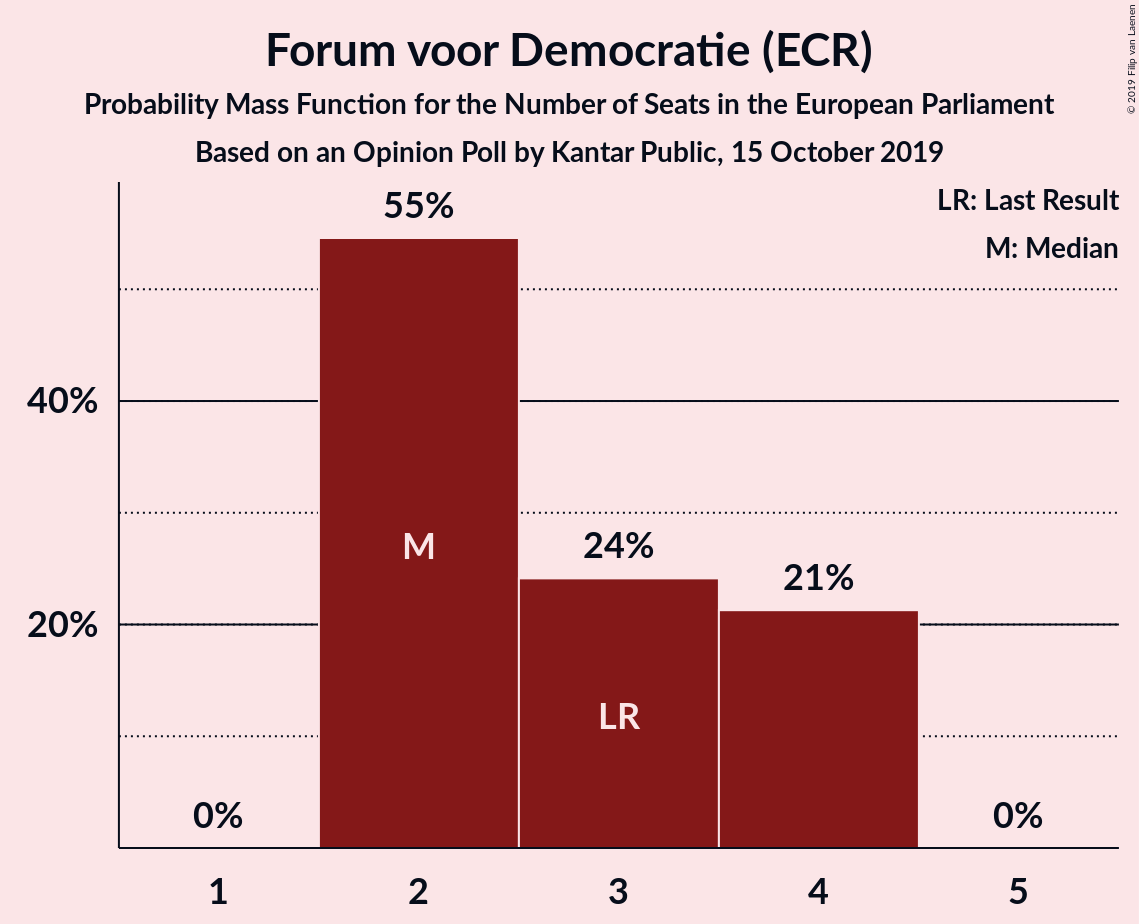 Forum voor Democratie (ECR)
Probability Mass Function for the Number of Seats in the European Parliament
Based on an Opinion Poll by Kantar Public, 15 October 2019
© 2019 Filip van Laenen
LR: Last Result
M: Median
55%
40%
M
24%
21%
20%
LR
0%
0%
1
2
3
4
5